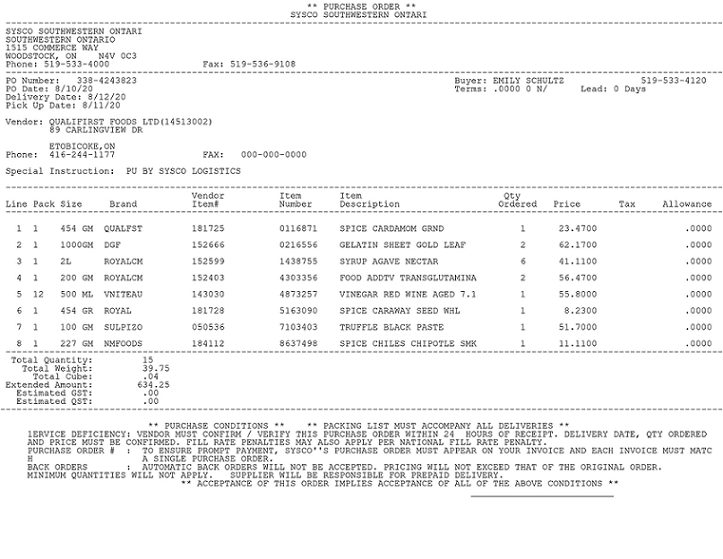 ** PURCHASE ORDER **
SYSCO SOUTHWESTERN ONTARI
SYSCO SOUTHWESTERN ONTARI
SOUTHWESTERN ONTARIO
1515 COMMERCE WAY
WOODSTOCK, ON    N4V 0C3
Phone: 519-533-4000    Fax: 519-536-9108
PO Number:   338-4243823    Buyer: EMILY SCHULTZ    519-533-4120
PO Date: 8/10/20    Terms: .0000 0 N/    Lead: 0 Days
Delivery Date: 8/12/20
Pick Up Date: 8/11/20
Vendor: QUALIFIRST FOODS LTD(14513002)
89 CARLINGVIEW DR
ETOBICOKE,ON
Phone:  416-244-1177    FAX:   000-000-0000
Special Instruction:  PU BY SYSCO LOGISTICS
Vendor    Item    Item    Qty
Line Pack Size    Brand    Item#    Number    Description    Ordered    Price    Tax    Allowance
1 1 454 GM QUALFST 181725 0116871 SPICE CARDAMOM GRND 1 23.4700 .0000
2 1 1000GM DGF 152666 0216556 GELATIN SHEET GOLD LEAF 2 62.1700 .0000
3 1 2L ROYALCM 152599 1438755 SYRUP AGAVE NECTAR 6 41.1100 .0000
4 1 200 GM ROYALCM 152403 4303356 FOOD ADDTV TRANSGLUTAMINA 2 56.4700 .0000
5 12 500 ML VNITEAU 143030 4873257 VINEGAR RED WINE AGED 7.1 1 55.8000 .0000
6 1 454 GR ROYAL 181728 5163090 SPICE CARAWAY SEED WHL 1 8.2300 .0000
7 1 100 GM SULPIZO 050536 7103403 TRUFFLE BLACK PASTE 1 51.7000 .0000
8 1 227 GM NMFOODS 184112 8637498 SPICE CHILES CHIPOTLE SMK 1 11.1100 .0000
Total Quantity:    15
Total Weight:    39.75
Total Cube:    .04
Extended Amount:    634.25
Estimated GST:    .00
Estimated QST:    .00
** PURCHASE CONDITIONS **    ** PACKING LIST MUST ACCOMPANY ALL DELIVERIES **
1ERVICE DEFICIENCY: VENDOR MUST CONFIRM / VERIFY THIS PURCHASE ORDER WITHIN 24  HOURS OF RECEIPT. DELIVERY DATE, QTY ORDERED
AND PRICE MUST BE CONFIRMED. FILL RATE PENALTIES MAY ALSO APPLY PER NATIONAL FILL RATE PENALTY.
PURCHASE ORDER #  :  TO ENSURE PROMPT PAYMENT, SYSCO''S PURCHASE ORDER MUST APPEAR ON YOUR INVOICE AND EACH INVOICE MUST MATC
H    A SINGLE PURCHASE ORDER.
BACK ORDERS    :  AUTOMATIC BACK ORDERS WILL NOT BE ACCEPTED. PRICING WILL NOT EXCEED THAT OF THE ORIGINAL ORDER.
MINIMUM QUANTITIES WILL NOT APPLY.   SUPPLIER WILL BE RESPONSIBLE FOR PREPAID DELIVERY.
** ACCEPTANCE OF THIS ORDER IMPLIES ACCEPTANCE OF ALL OF THE ABOVE CONDITIONS **